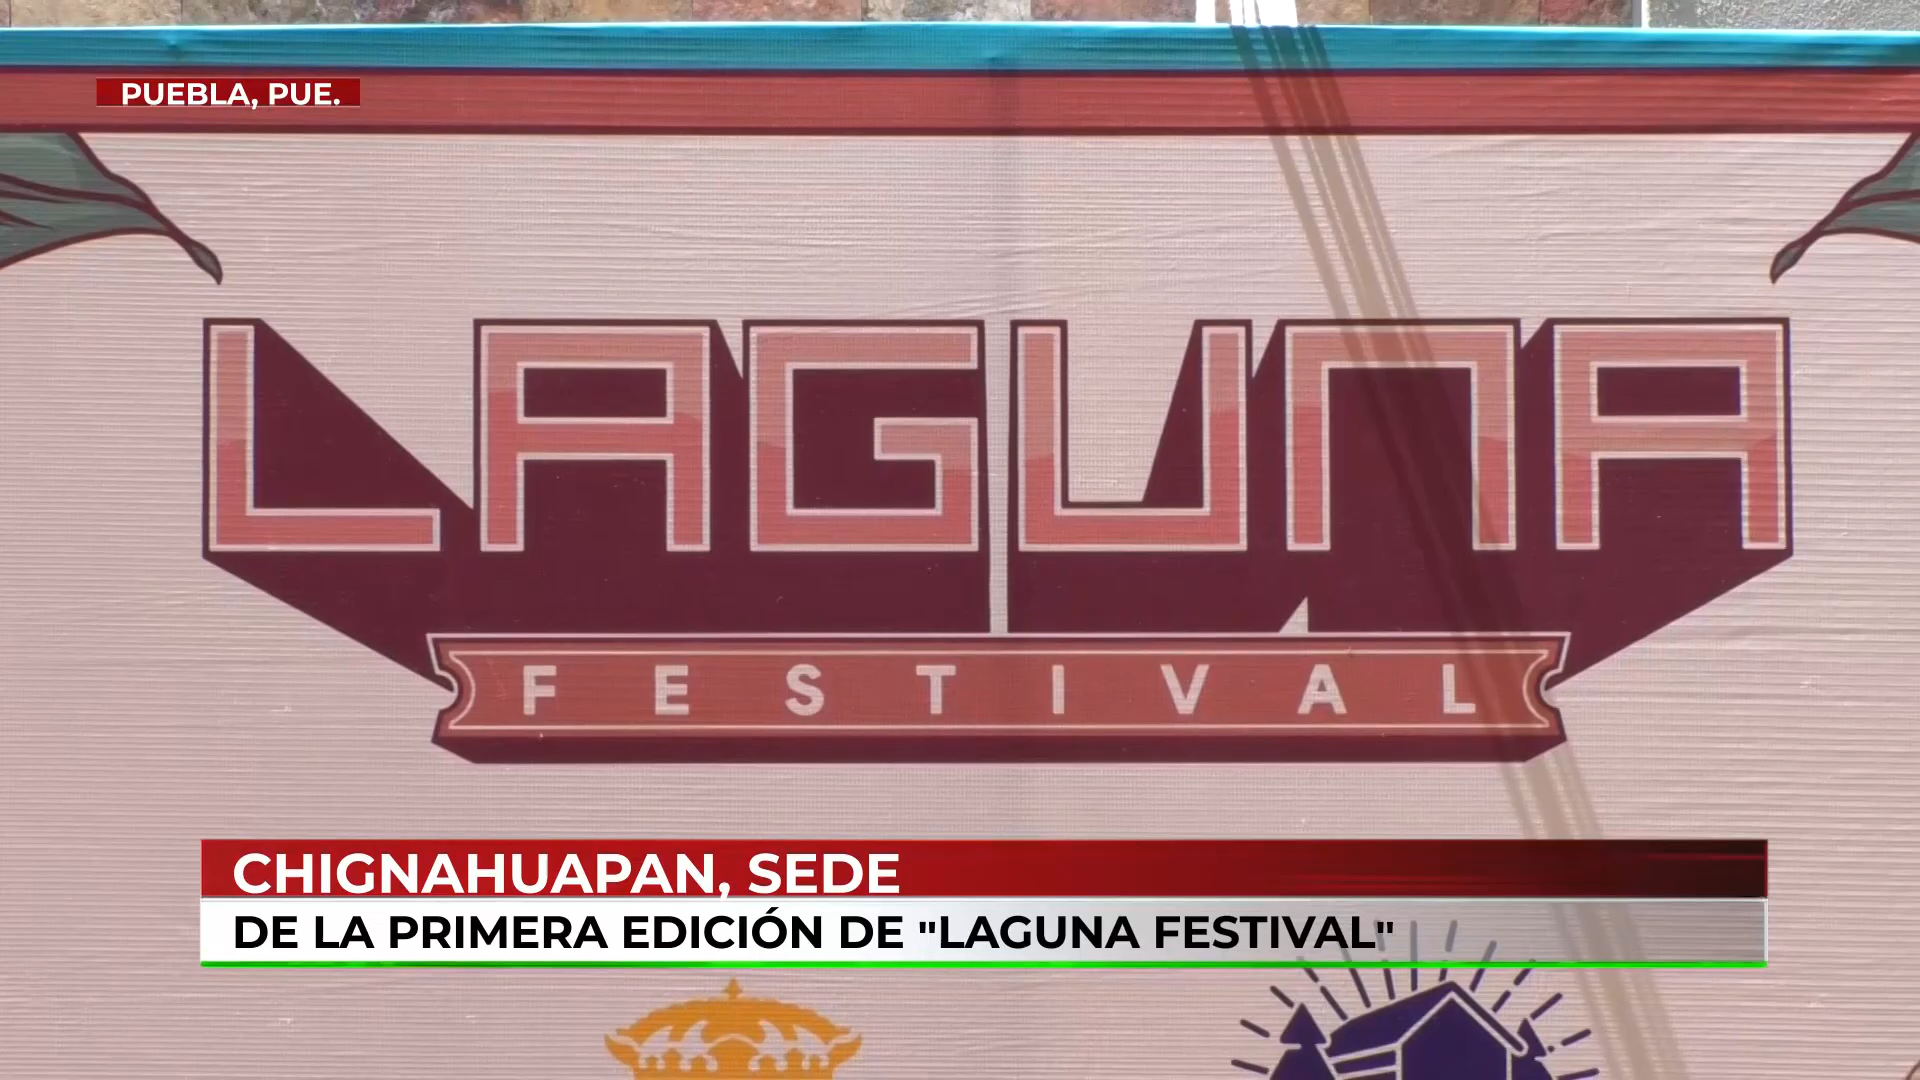 PUEBLA, PUE.
LAGUNA
FESTIVAL
CHIGNAHUAPAN, SEDE
DE LA PRIMERA EDICIÓN DE "LAGUNA FESTIVAL"